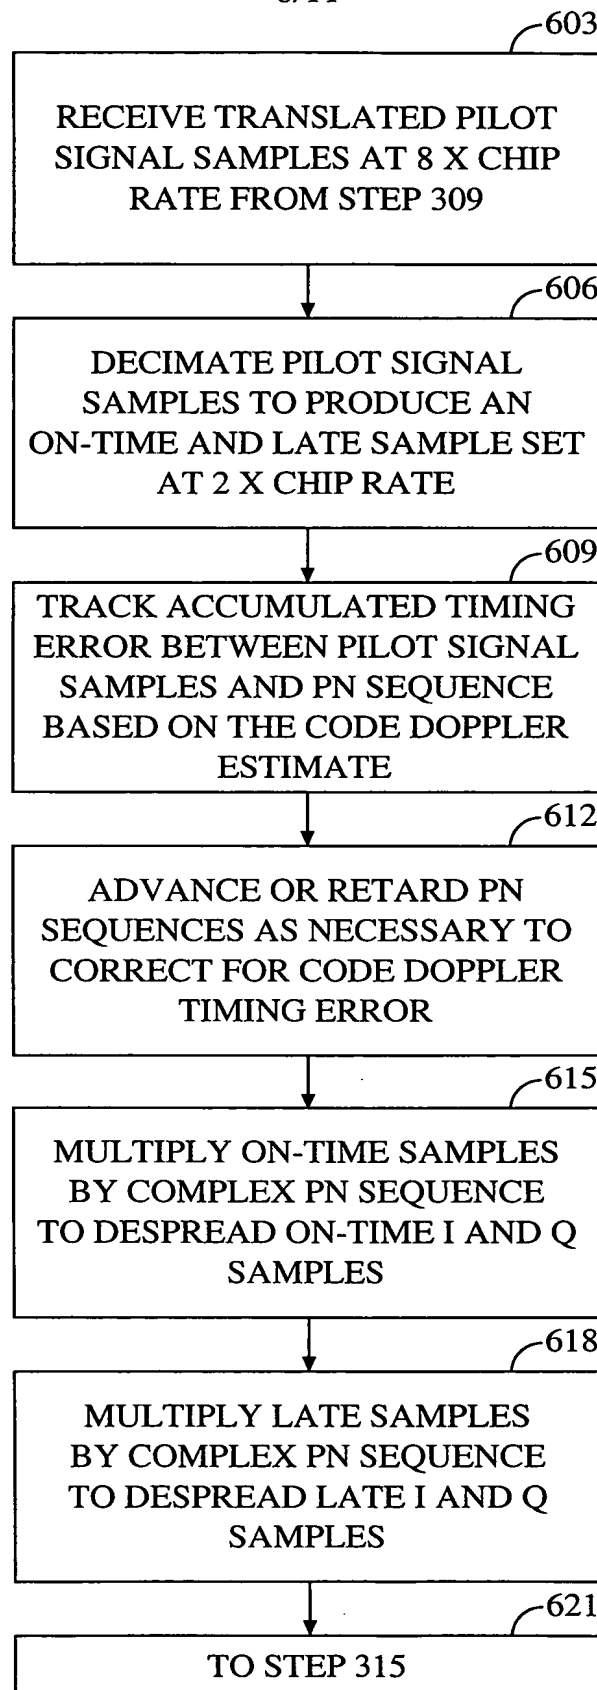 603
RECEIVE TRANSLATED PILOT
SIGNAL SAMPLES AT 8 X CHIP
RATE FROM STEP 309
606
DECIMATE PILOT SIGNAL
SAMPLES TO PRODUCE AN
ON-TIME AND LATE SAMPLE SET
AT 2 X CHIP RATE
609
TRACK ACCUMULATED TIMING
ERROR BETWEEN PILOT SIGNAL
SAMPLES AND PN SEQUENCE
BASED ON THE CODE DOPPLER
ESTIMATE
612
ADVANCE OR RETARD PN
SEQUENCES AS NECESSARY TO
CORRECT FOR CODE DOPPLER
TIMING ERROR
615
MULTIPLY ON-TIME SAMPLES
BY COMPLEX PN SEQUENCE
TO DESPREAD ON-TIME I AND Q
SAMPLES
618
MULTIPLY LATE SAMPLES
BY COMPLEX PN SEQUENCE
TO DESPREAD LATE I AND Q
SAMPLES
621
TO STEP 315